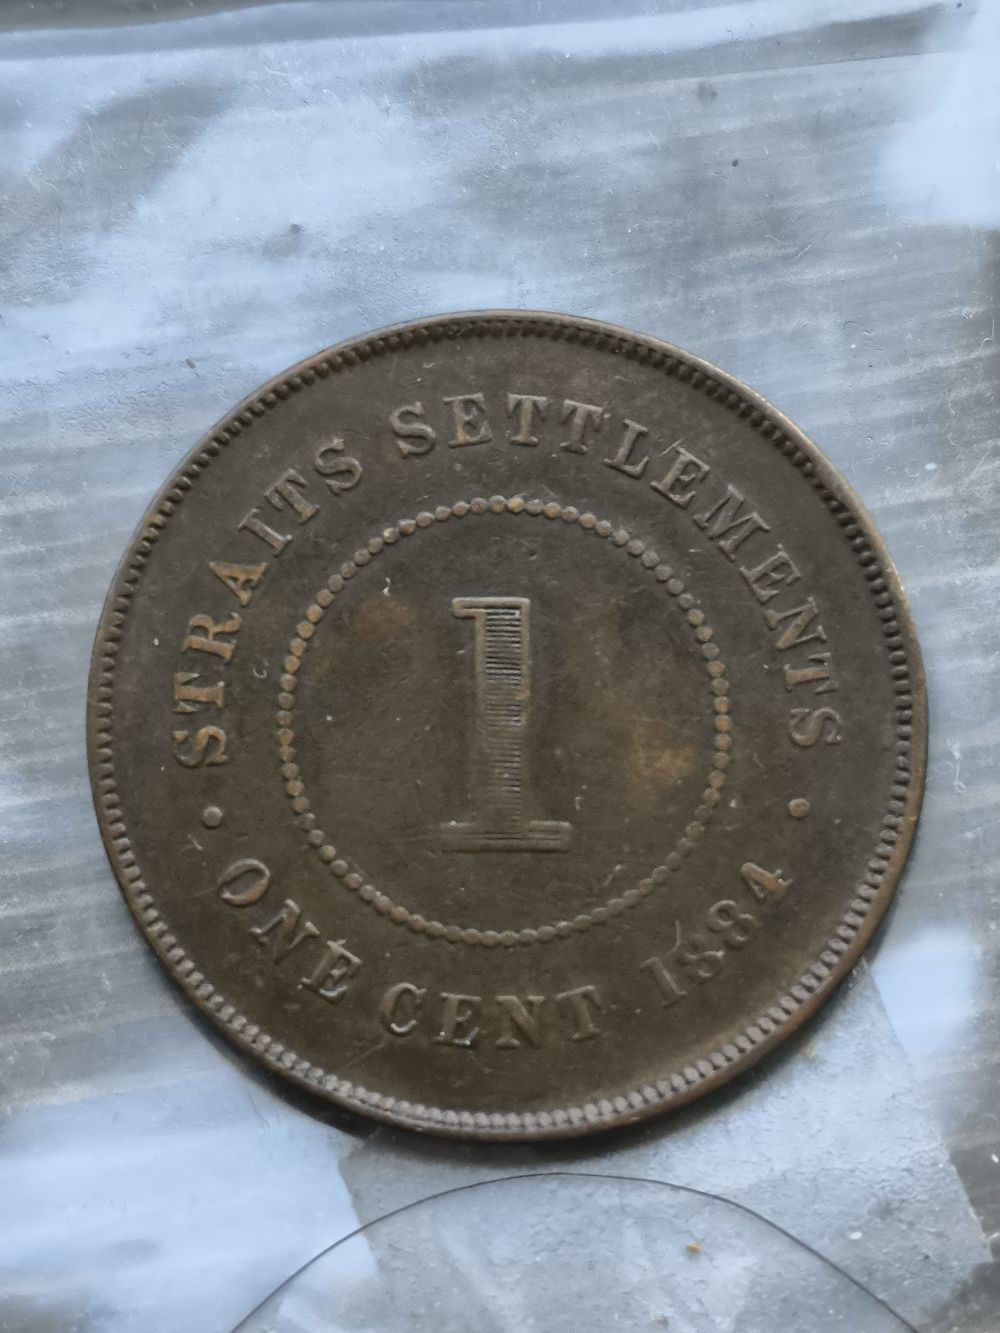 STRAITS SETTLEMENTS
1
• ONE CENT 1884 •